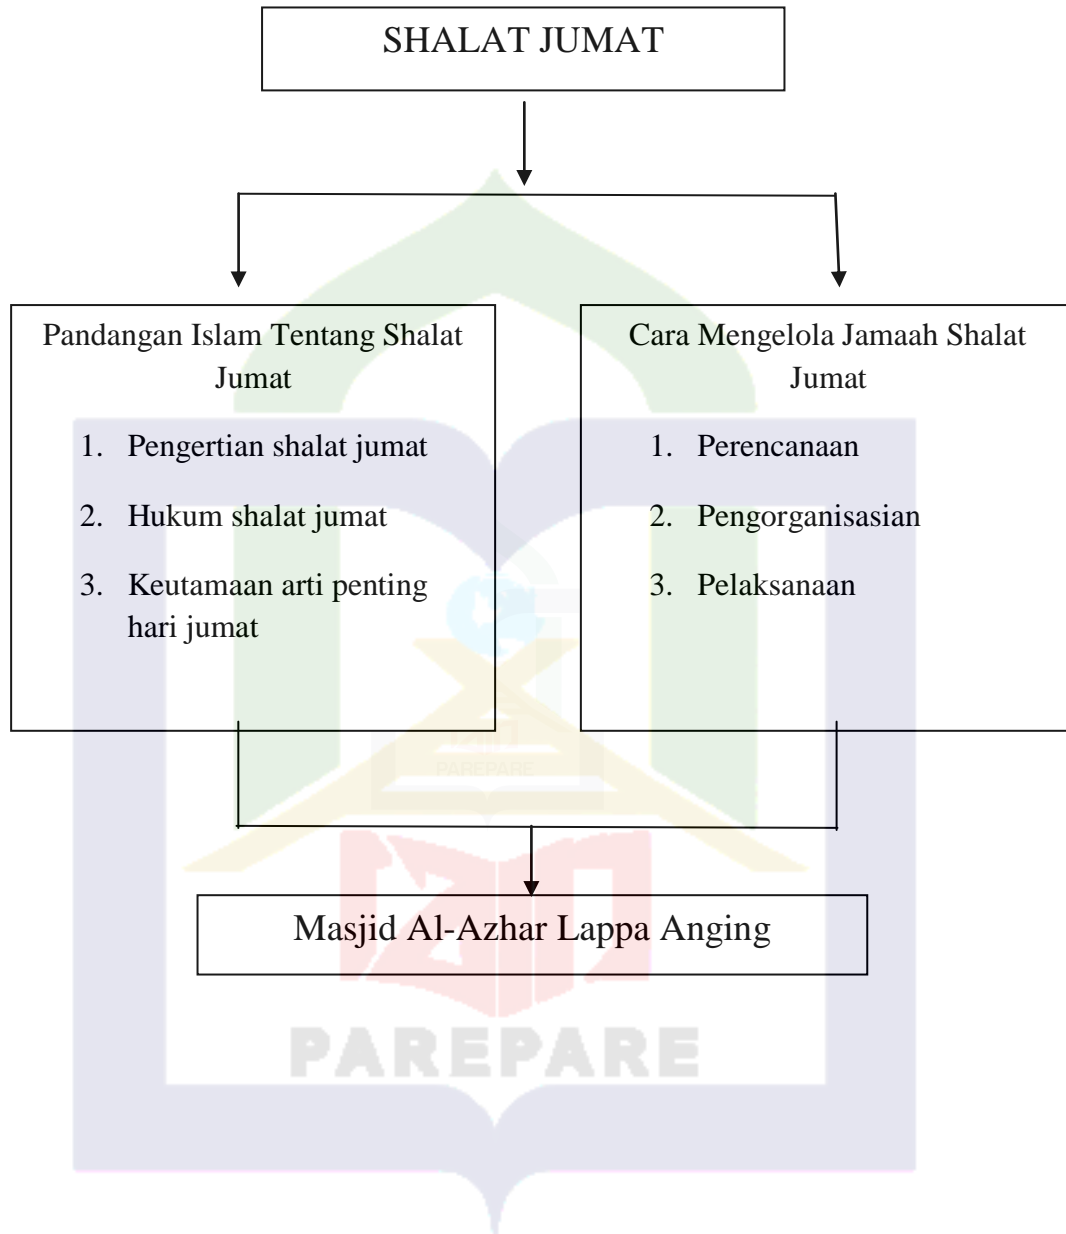 SHALAT JUMAT
Pandangan Islam Tentang Shalat
Jumat
1. Pengertian shalat jumat
2. Hukum shalat jumat
3. Keutamaan arti penting
hari jumat
Cara Mengelola Jamaah Shalat
Jumat
1. Perencanaan
2. Pengorganisasian
3. Pelaksanaan
PAREPARE
Masjid Al-Azhar Lappa Anging
PAREPARE